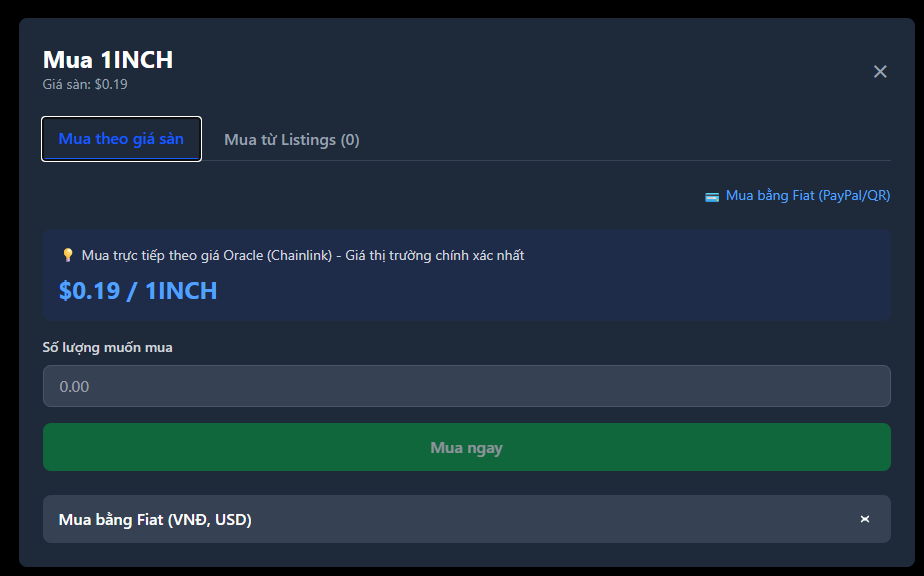 Mua 1INCH
Giá sàn: $0.19
Mua theo giá sàn
Mua từ Listings (0)
Mua bằng Fiat (PayPal/QR)
Mua trực tiếp theo giá Oracle (Chainlink) - Giá thị trường chính xác nhất
$0.19 / 1INCH
Số lượng muốn mua
0.00
Mua ngay
Mua bằng Fiat (VNĐ, USD)